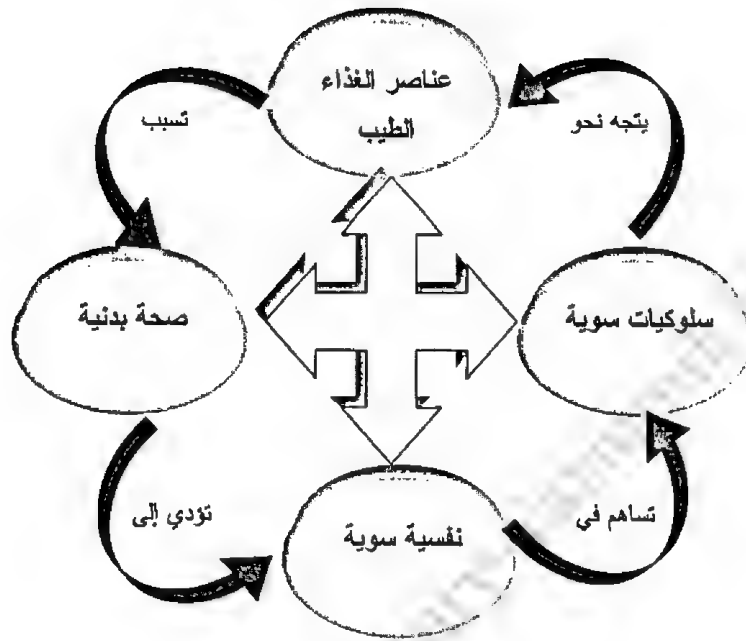 عناصر الغذاء
الطيب
يتجه نحو
تسبب
سلوكيات سوية
صحة بدنية
تساهم في
تؤدي إلى
نفسية سوية